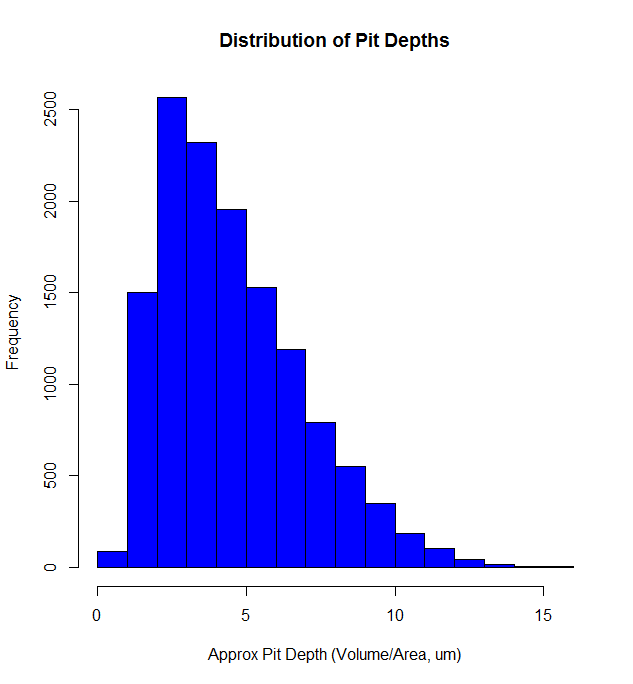 Distribution of Pit Depths
2500
2000
1500
1000
500
0
Frequency
0 5 10 15
Approx Pit Depth (Volume/Area, um)